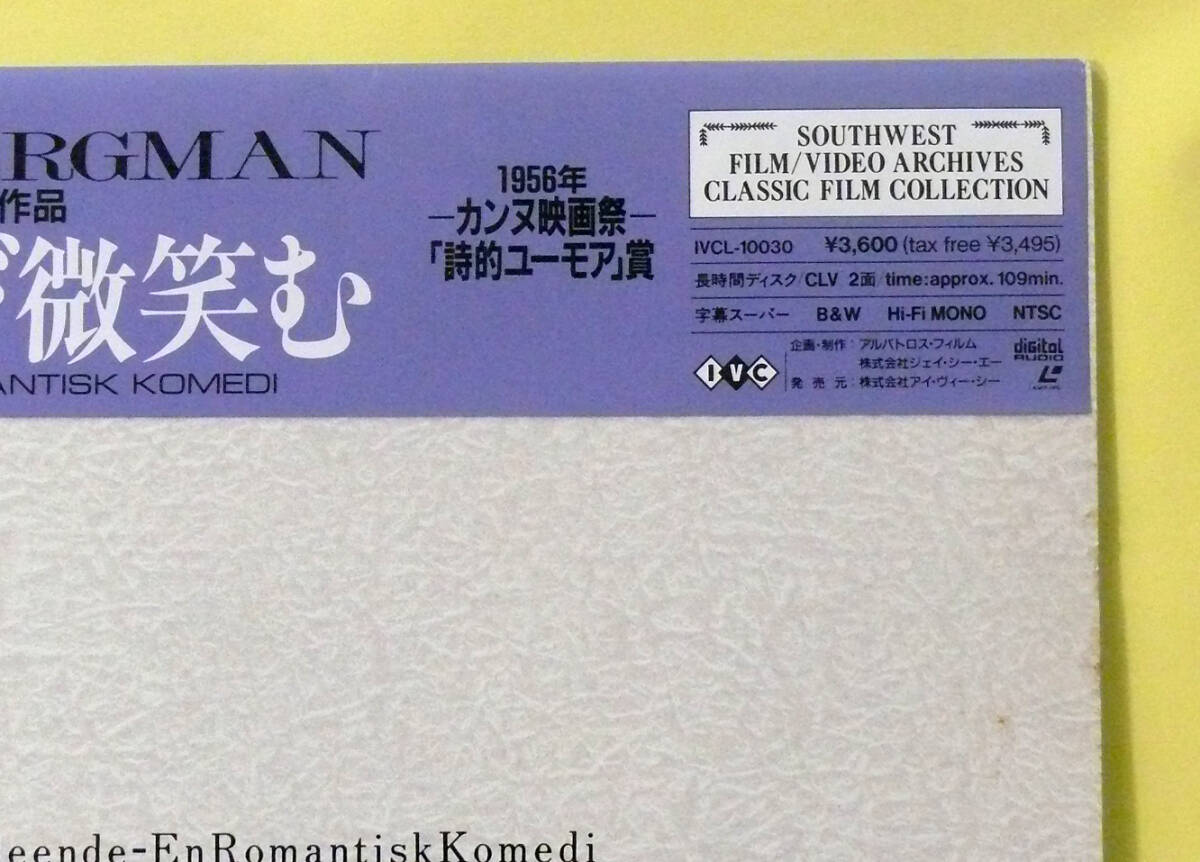 RGMAN
作品
微笑む
ANTISK KOMEDI
1956年
―カンヌ映画祭―
「詩的ユーモア」賞
SOUTHWEST
FILM/VIDEO ARCHIVES
CLASSIC FILM COLLECTION
IVCL-10030 ¥3,600 (tax free ¥3,495)
長時間ディスク/CLV 2面/time:approx. 109min.
字幕スーパー B&W Hi-Fi MONO NTSC
IVC
企画・制作：アルバトロス・フィルム
株式会社ジェイ・シー・エー
発売元：株式会社アイ・ヴィー・シー
digital
AUDIO
eende-EnRomantiskKomedi